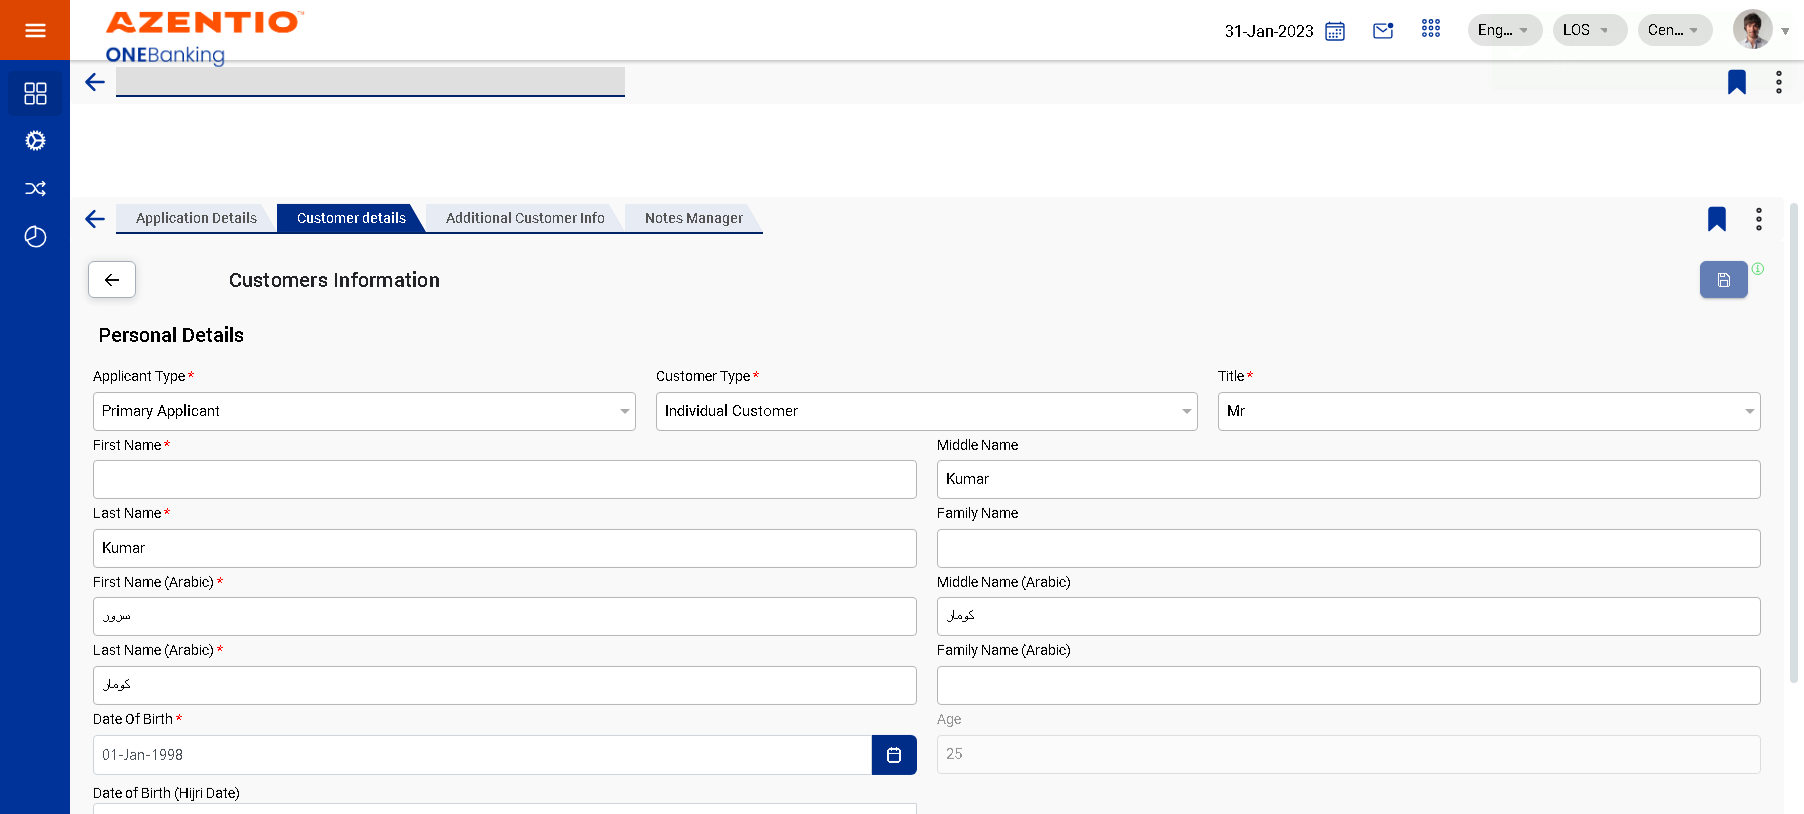 AZENTIO™
ONEBanking
31-Jan-2023
Eng...
LOS
Cen...
Application Details
Customer details
Additional Customer Info
Notes Manager
Customers Information
Personal Details
Applicant Type *
Customer Type *
Title *
Primary Applicant
Individual Customer
Mr
First Name *
Middle Name
Kumar
Last Name *
Family Name
Kumar
First Name (Arabic) *
Middle Name (Arabic)
سرور
كومار
Last Name (Arabic) *
Family Name (Arabic)
كومار
Date Of Birth *
Age
01-Jan-1998
25
Date of Birth (Hijri Date)